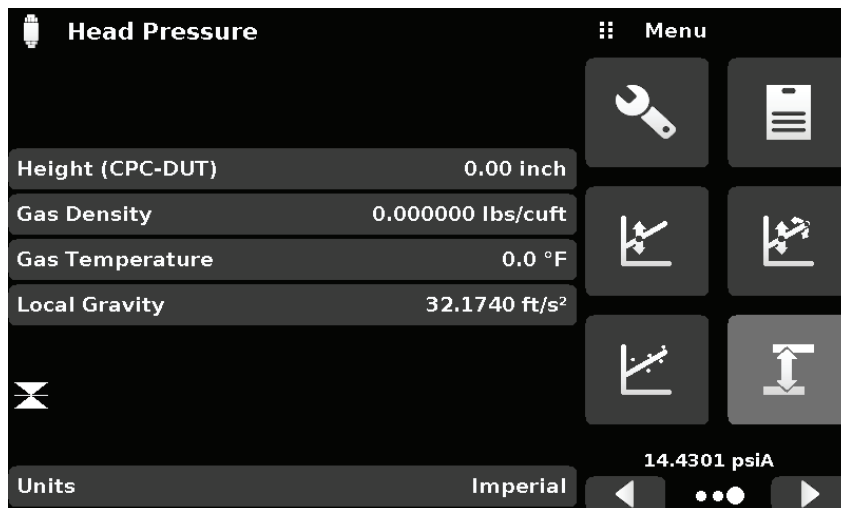 Head Pressure
Menu
Height (CPC-DUT) 0.00 inch
Gas Density 0.000000 lbs/cuft
Gas Temperature 0.0 °F
Local Gravity 32.1740 ft/s²
14.4301 psiA
Units Imperial